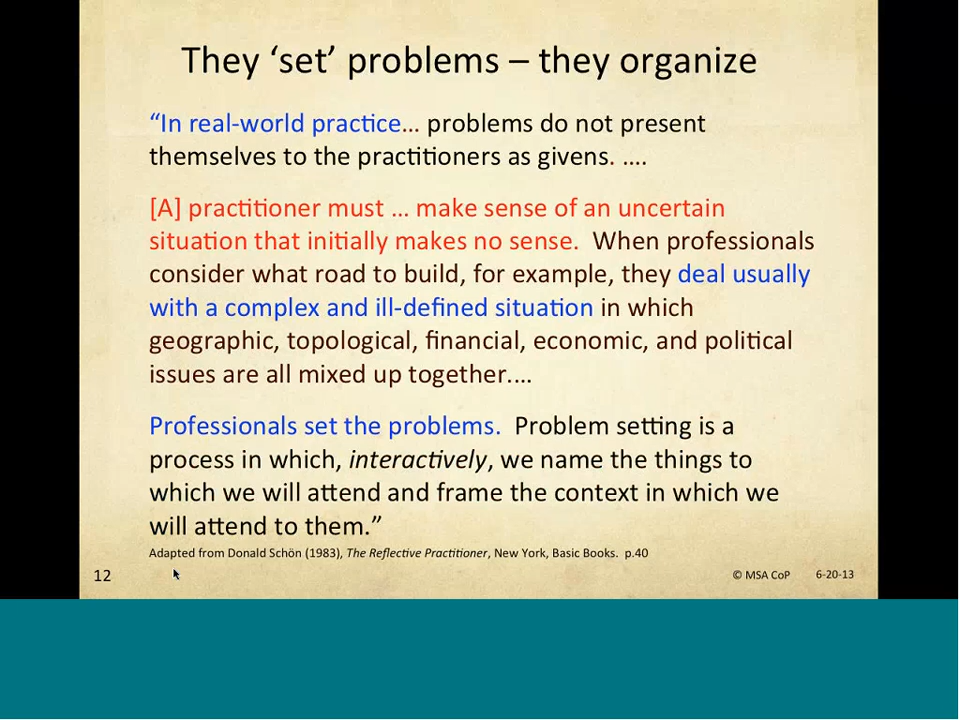 They ‘set’ problems – they organize
“In real-world practice… problems do not present
themselves to the practitioners as givens. ….
[A] practitioner must … make sense of an uncertain
situation that initially makes no sense. When professionals
consider what road to build, for example, they deal usually
with a complex and ill-defined situation in which
geographic, topological, financial, economic, and political
issues are all mixed up together.…
Professionals set the problems. Problem setting is a
process in which, interactively, we name the things to
which we will attend and frame the context in which we
will attend to them.”
Adapted from Donald Schön (1983), The Reflective Practitioner, New York, Basic Books. p.40
12 © MSA CoP 6-20-13